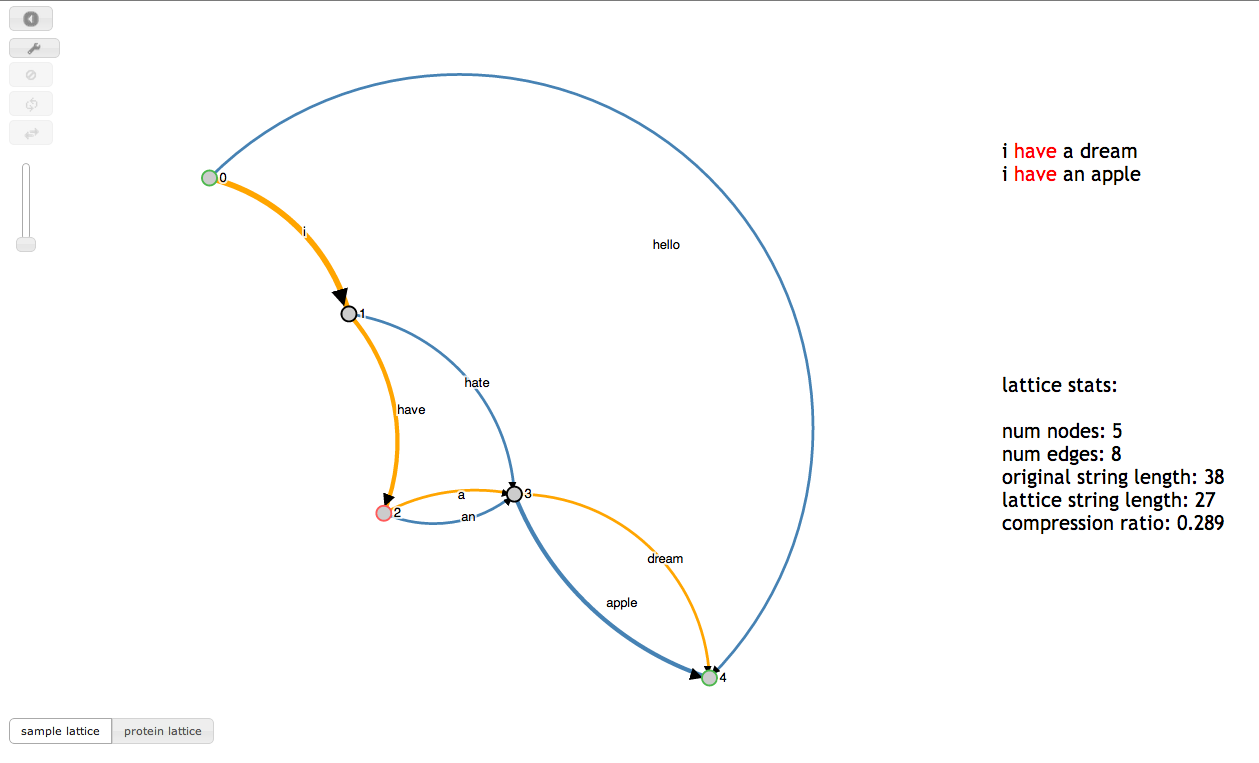 0
i
1
hello
hate
have
a
3
2
an
dream
apple
4
i have a dream
i have an apple
lattice stats:
num nodes: 5
num edges: 8
original string length: 38
lattice string length: 27
compression ratio: 0.289
sample lattice
protein lattice